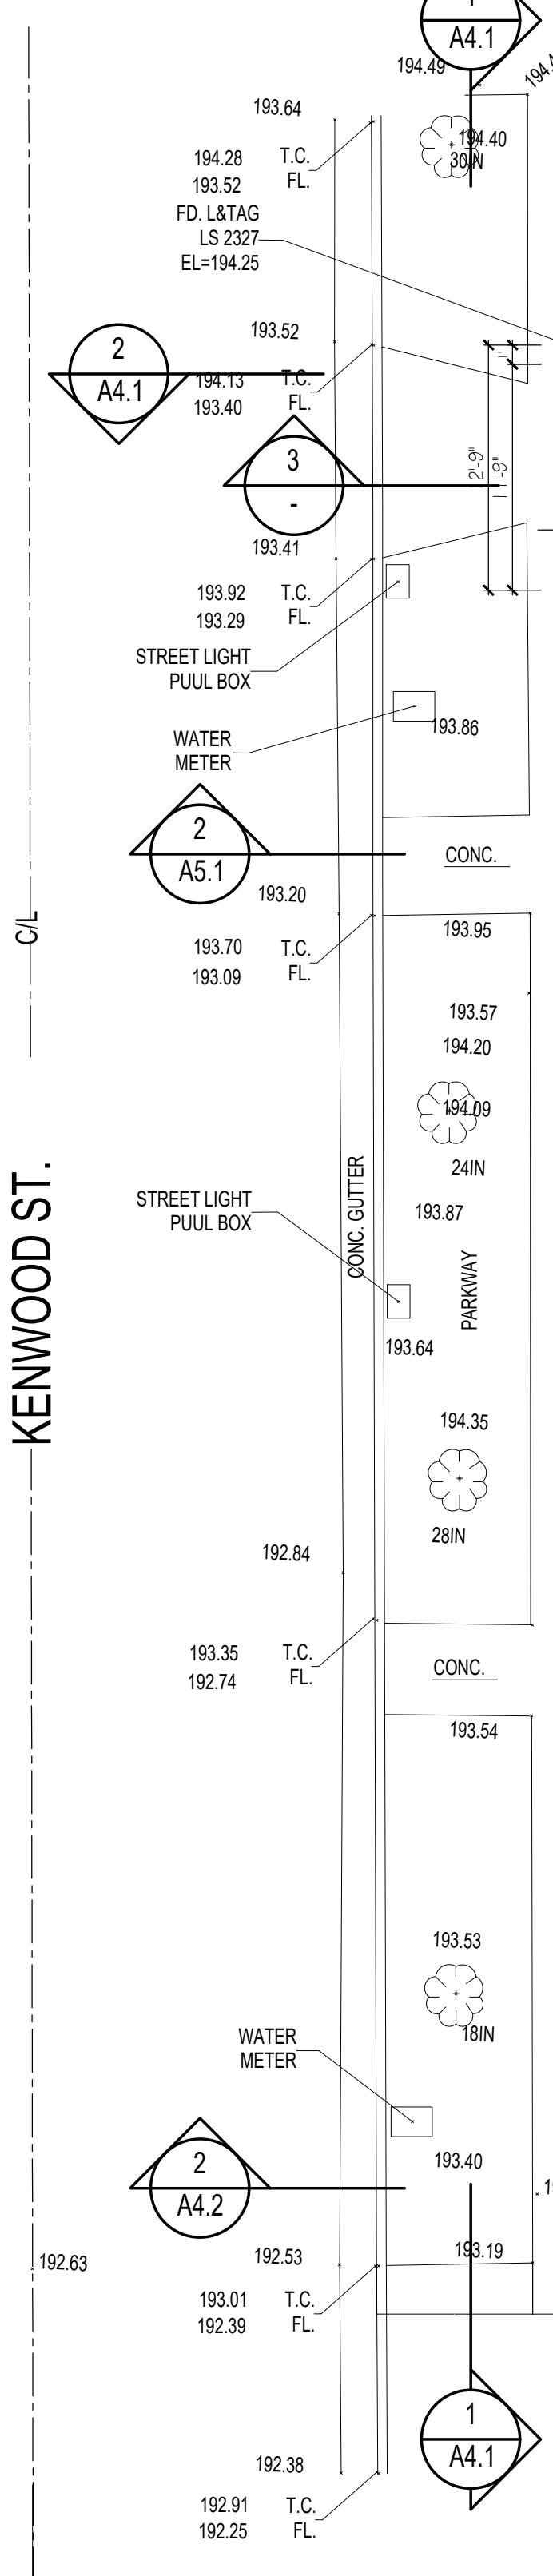 1
A4.1
194.49
193.64
194.28 T.C.
193.52 FL.
194.40
30IN
FD. L&TAG
LS 2327
EL=194.25
193.52
2
A4.1
194.13 T.C.
193.40 FL.
3
-
2'-9"
1'-9"
193.41
193.92 T.C.
193.29 FL.
STREET LIGHT
PUUL BOX
WATER
METER
193.86
2
A5.1
CONC.
193.20
193.70 T.C.
193.09 FL.
193.95
C/L
193.57
194.20
194.09
24IN
STREET LIGHT
PUUL BOX
CONC. GUTTER
193.87
PARKWAY
KENWOOD ST.
193.64
194.35
28IN
192.84
193.35 T.C.
192.74 FL.
CONC.
193.54
193.53
18IN
WATER
METER
193.40
2
A4.2
192.63
192.53
193.19
193.01 T.C.
192.39 FL.
1
A4.1
192.38
192.91 T.C.
192.25 FL.